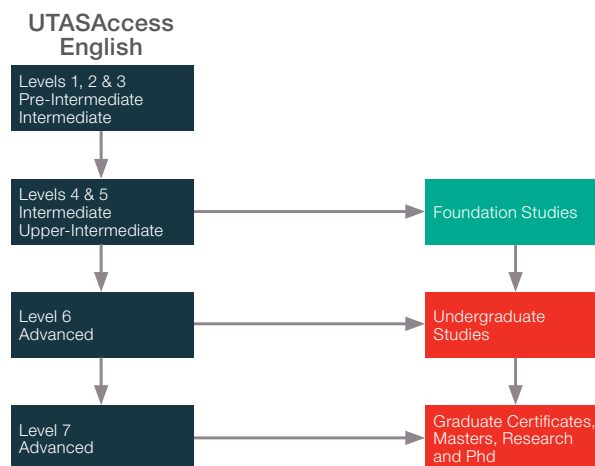 UTASAccess
English
Levels 1, 2 & 3
Pre-Intermediate
Intermediate
Levels 4 & 5
Intermediate
Upper-Intermediate
Foundation Studies
Level 6
Advanced
Undergraduate
Studies
Level 7
Advanced
Graduate Certificates,
Masters, Research
and Phd